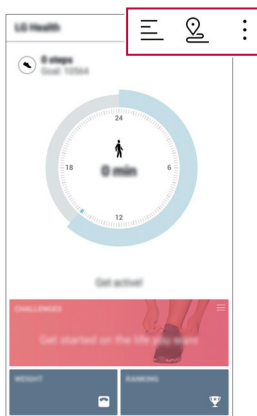 LG Health
0 steps
Goal: 10564
24
18
6
0 min
12
Get active!
CHALLENGES
Get started on the life you want
WEIGHT
RANKING